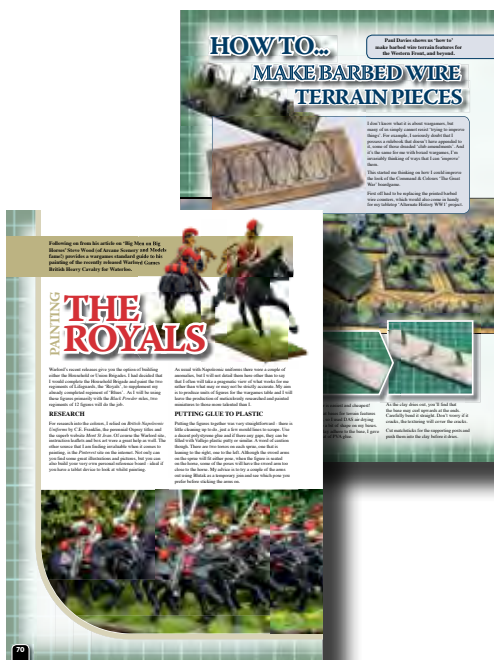 HOW TO...
MAKE BARBED WIRE
TERRAIN PIECES
Paul Davies shows us 'how to'
make barbed wire terrain features for
the Western Front, and beyond.
I don't know what it is about wargames, but
many of us simply cannot resist 'trying to improve
things'. For example, I seriously doubt that I
possess a rulebook that doesn't have appended to
it, some of those dreaded 'club amendments'. And
it's the same for me with board wargames, I'm
invariably thinking of ways that I can 'improve'
them.
This started me thinking on how I could improve
the look of the Command & Colours 'The Great
War' boardgame.
First off had to be replacing the printed barbed
wire counters, which would also come in handy
for my tabletop 'Alternate History WW1' project.
Following on from his article on 'Big Men on Big
Horses' Steve Wood (of Arcane Scenery and Models
fame!) provides a wargames standard guide to his
painting of the recently released Warlord Games
British Heavy Cavalry for Waterloo.
PAINTING
THE
ROYALS
Warlord's recent releases give you the option of building
either the Household or Union Brigades. I had decided that
I would complete the Household Brigade and paint the two
regiments of Lifeguards, the 'Royals', to supplement my
already completed regiment of 'Blues'. As I will be using
these figures primarily with the Black Powder rules, two
regiments of 12 figures will do the job.
RESEARCH
For research into the colours, I relied on British Napoleonic
Uniforms by C.E. Franklin, the perennial Osprey titles and
the superb website Mont St Jean. Of course the Warlord site,
instruction leaflets and box art were a great help as well. The
other source that I am finding invaluable when it comes to
painting, is the Pinterest site on the internet. Not only can
you find some great illustrations and pictures, but you can
also build your very own personal reference board - ideal if
you have a tablet device to look at whilst painting.
As usual with Napoleonic uniforms there were a couple of
anomalies, but I will not detail them here other than to say
that I often will take a pragmatic view of what works for me
rather than what may or may not be strictly accurate. My aim
is to produce units of figures for the wargames table and I will
leave the production of meticulously researched and painted
miniatures to those more talented than I.
PUTTING GLUE TO PLASTIC
Putting the figures together was very straightforward - there is
little cleaning up to do, just a few mould lines to scrape. Use
a decent polystyrene glue and if there any gaps, they can be
filled with Vallejo plastic putty or similar. A word of caution
though. There are two torsos on each sprue, one that is
leaning to the right, one to the left. Although the sword arms
on the sprue will fit either pose, when the figure is seated
on the horse, some of the poses will have the sword arm too
close to the horse. My advice is to try a couple of the arms
out using Blutak as a temporary join and see which pose you
prefer before sticking the arms on.
As the clay dries out, you'll find that
the base may curl upwards at the ends.
Carefully bend it straight. Don't worry if it
cracks, the texturing will cover the cracks.
Cut matchsticks for the supporting posts and
push them into the clay before it dries.
70